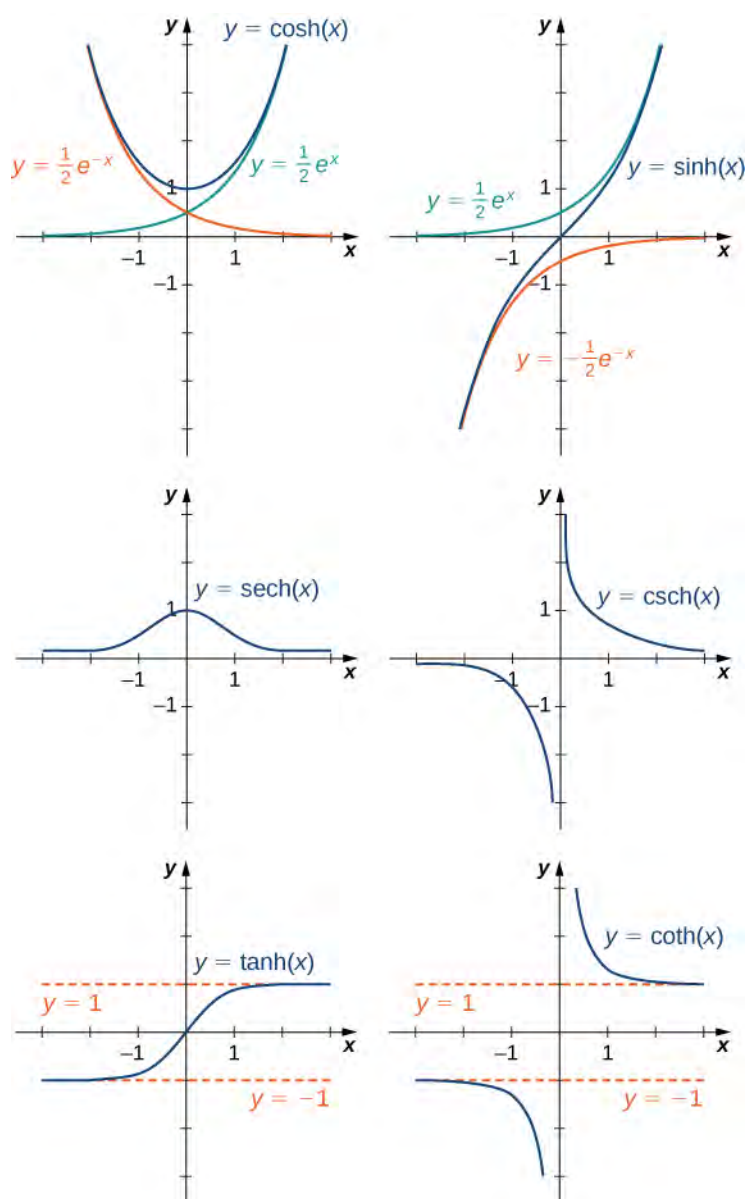 y
y = cosh(x)
y = 1/2 e^−x
y = 1/2 e^x
1
−1
1
x
−1
y
y = sinh(x)
y = 1/2 e^x
1
−1
1
x
−1
y = −1/2 e^−x
y
y = sech(x)
1
−1
1
x
−1
y
y = csch(x)
1
−1
1
x
−1
y
y = tanh(x)
y = 1
−1
1
x
y = −1
y
y = coth(x)
y = 1
−1
1
x
y = −1